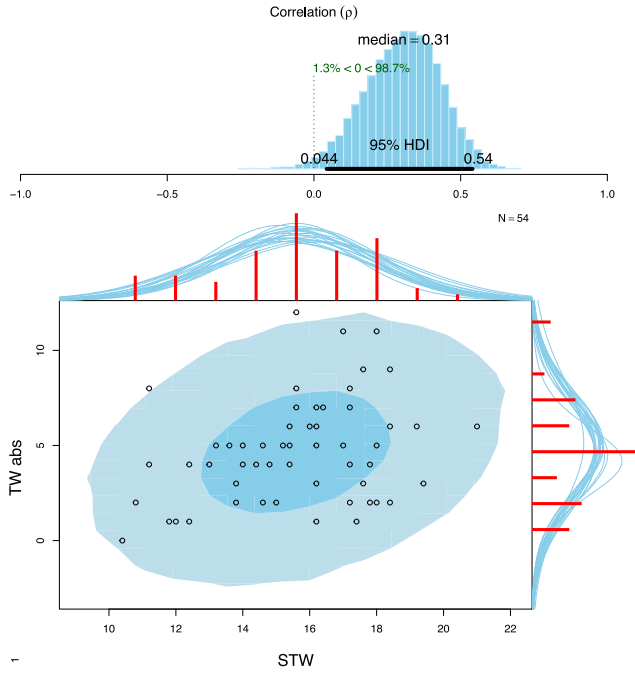 Correlation (ρ)
median = 0.31
1.3% < 0 < 98.7%
95% HDI
0.044 0.54
−1.0 −0.5 0.0 0.5 1.0
N = 54
10
5
0
TW abs
10 12 14 16 18 20 22
STW
1